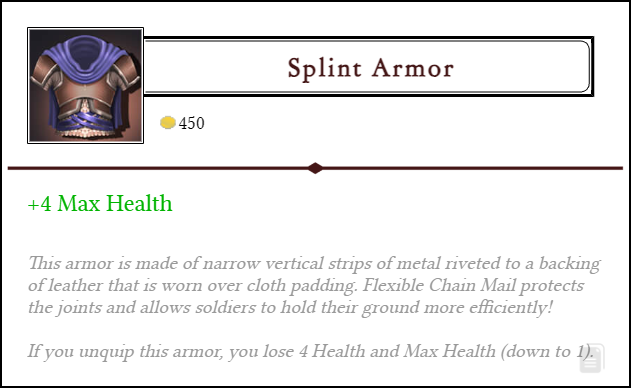 Splint Armor
450
+4 Max Health
This armor is made of narrow vertical strips of metal riveted to a backing
of leather that is worn over cloth padding. Flexible Chain Mail protects
the joints and allows soldiers to hold their ground more efficiently!
If you unquip this armor, you lose 4 Health and Max Health (down to 1).